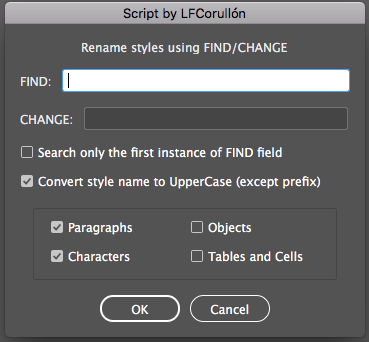 Script by LFCorullón
Rename styles using FIND/CHANGE
FIND:
CHANGE:
Search only the first instance of FIND field
Convert style name to UpperCase (except prefix)
Paragraphs
Objects
Characters
Tables and Cells
OK
Cancel